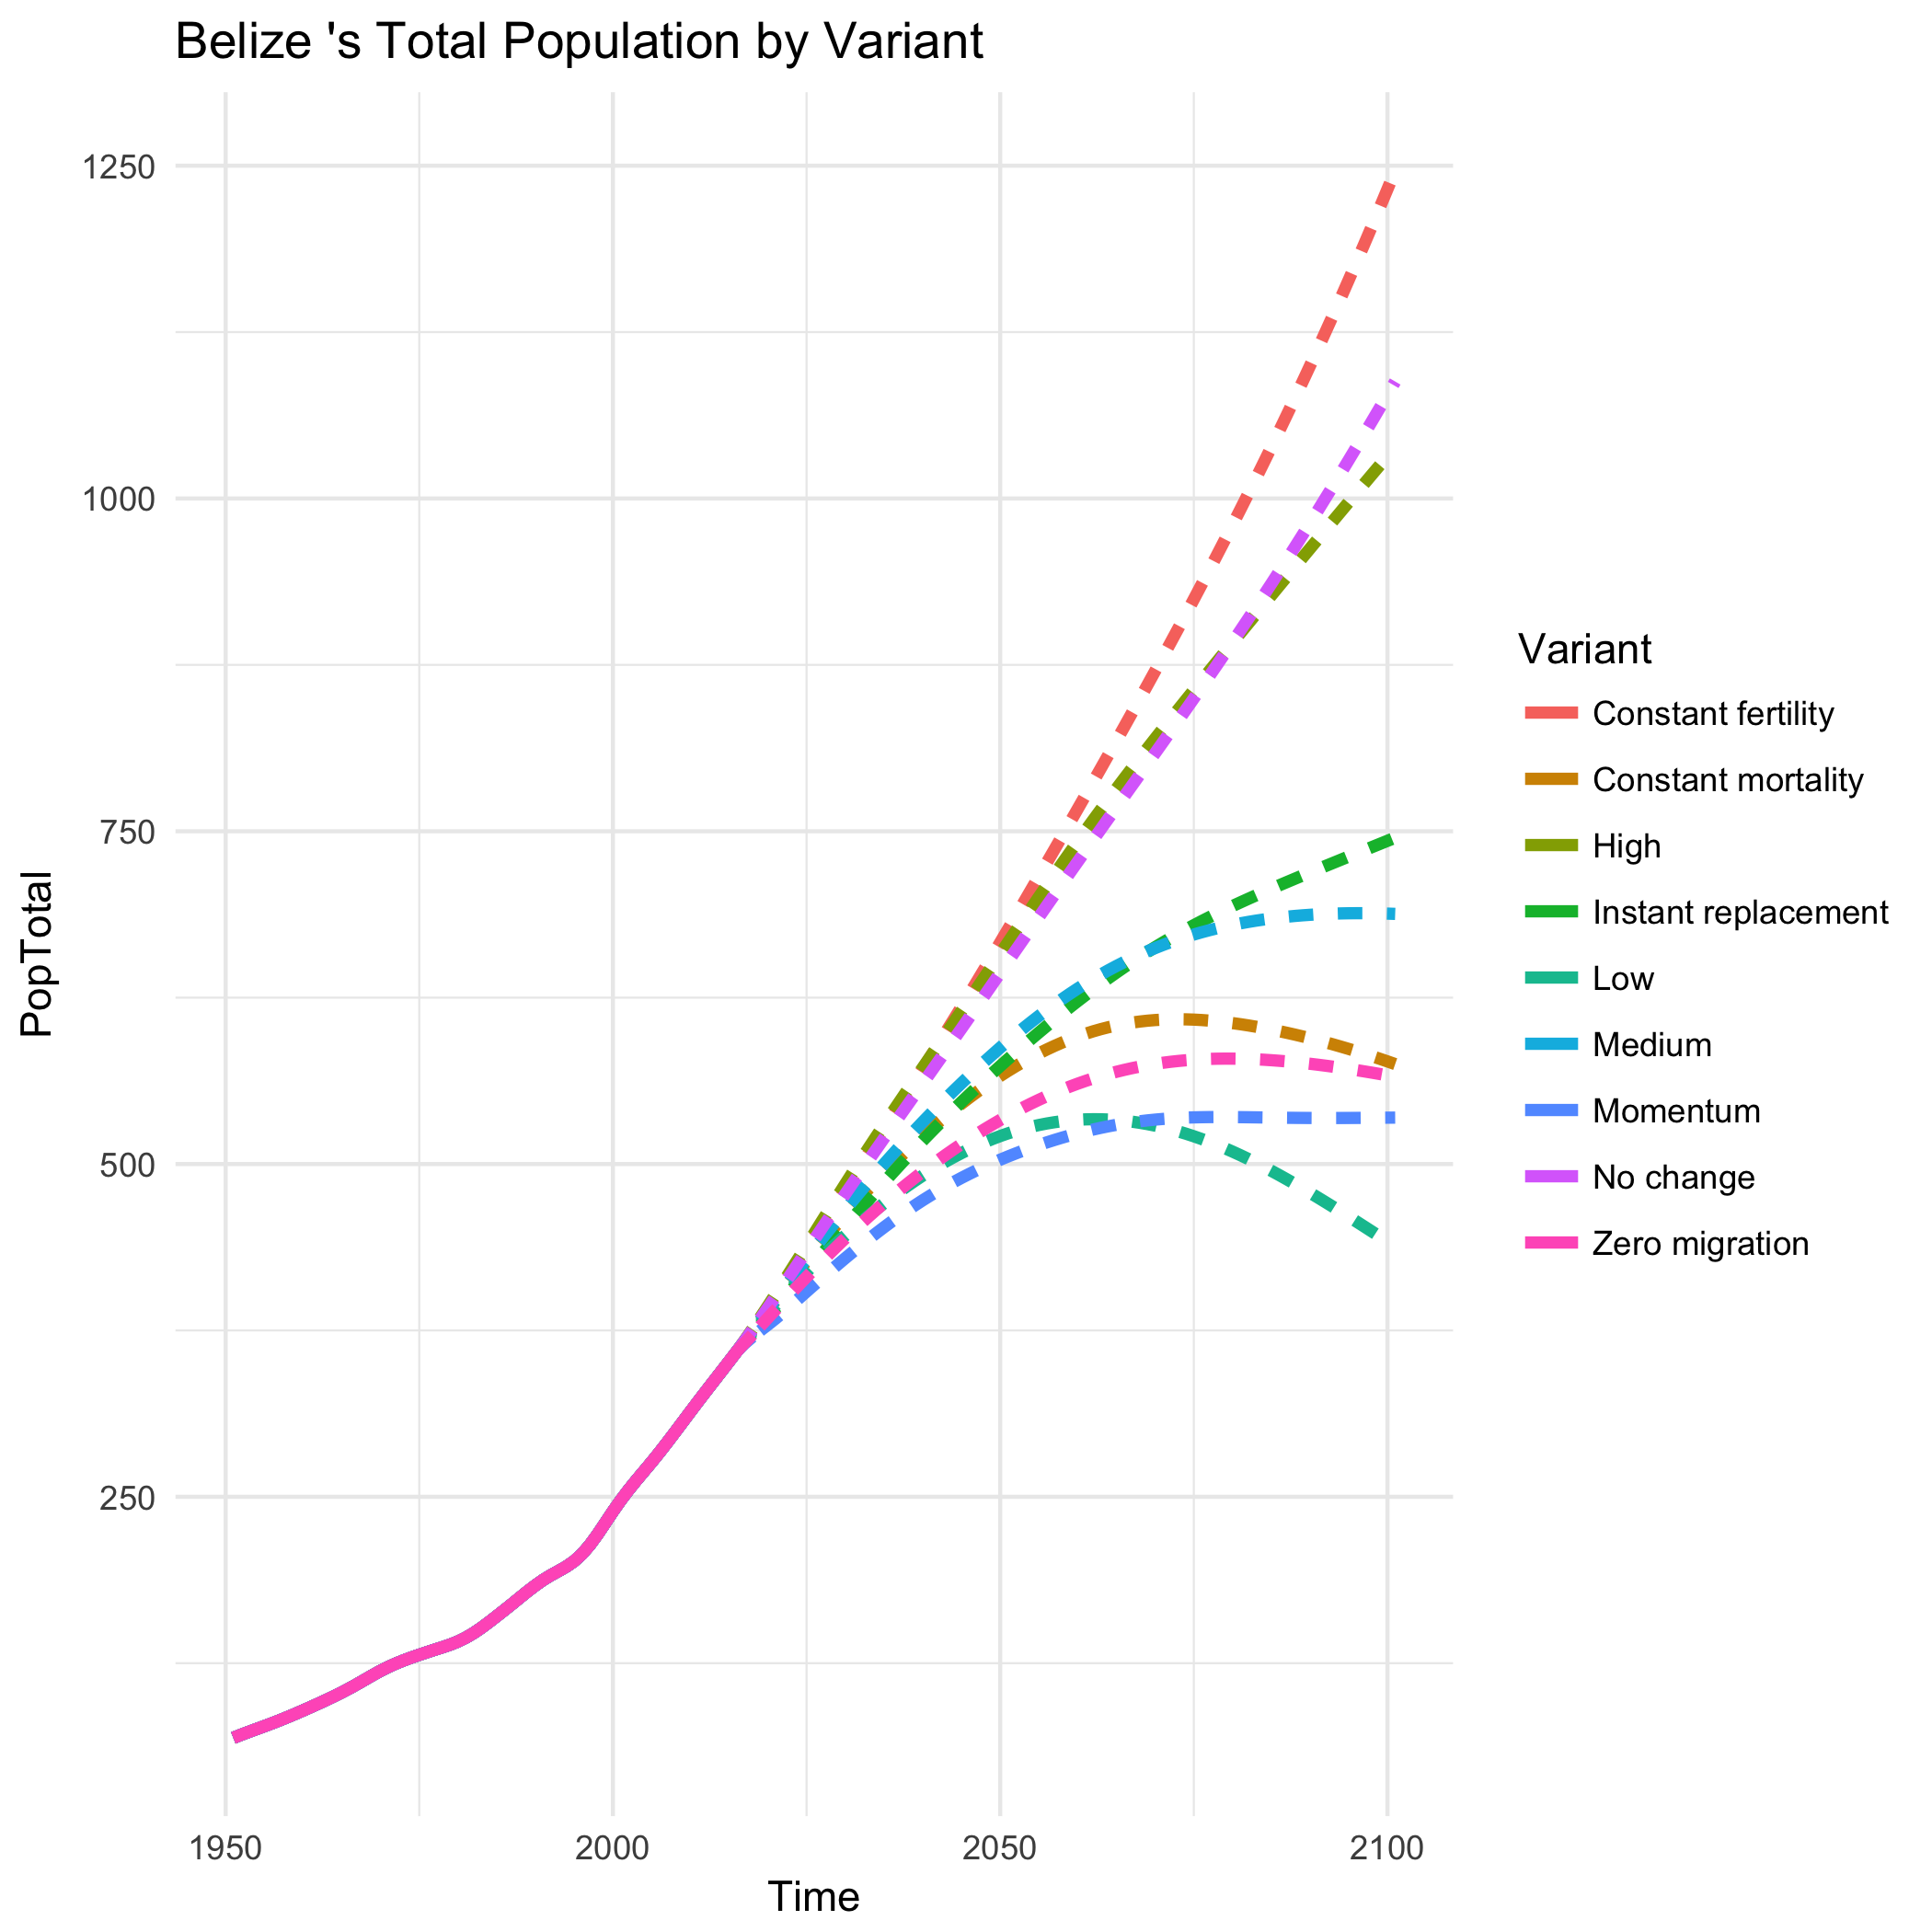 Belize 's Total Population by Variant
1250
1000
750
500
250
PopTotal
1950
2000
2050
2100
Time
Variant
Constant fertility
Constant mortality
High
Instant replacement
Low
Medium
Momentum
No change
Zero migration